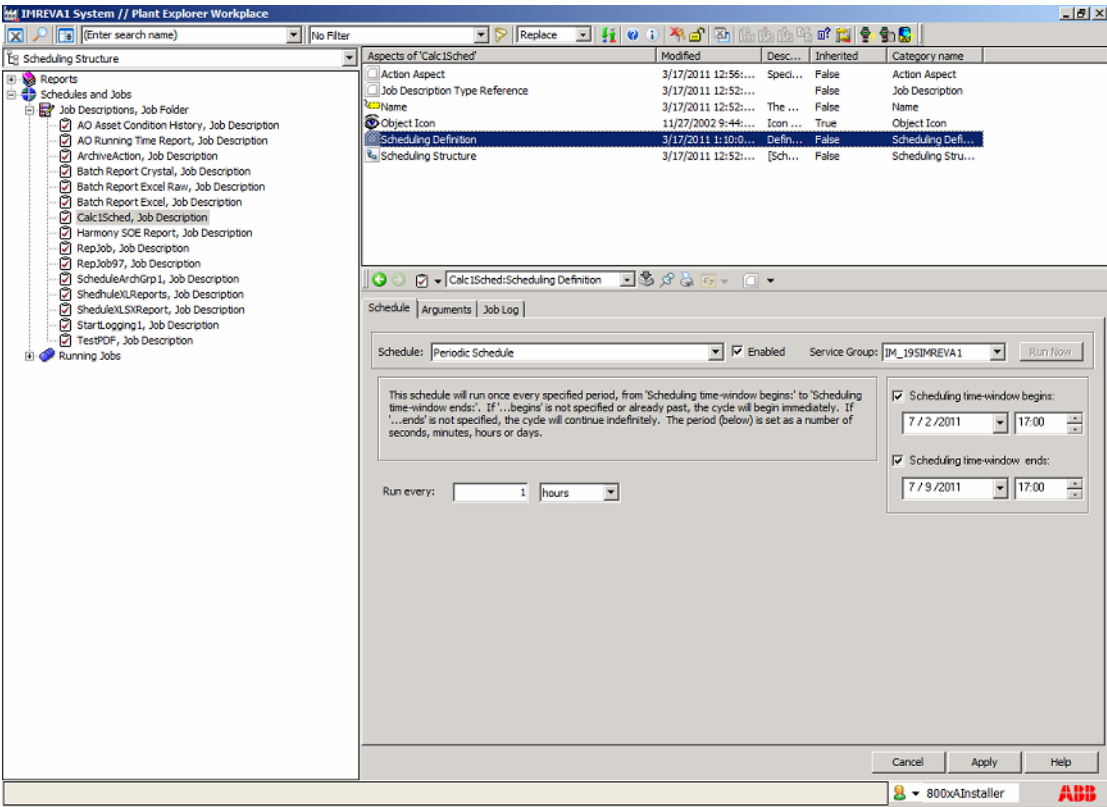 IMREVA1 System // Plant Explorer Workplace
(Enter search name) No Filter Replace
Scheduling Structure
Reports
Schedules and Jobs
Job Descriptions, Job Folder
AO Asset Condition History, Job Description
AO Running Time Report, Job Description
ArchiveAction, Job Description
Batch Report Crystal, Job Description
Batch Report Excel Raw, Job Description
Batch Report Excel, Job Description
Calc1Sched, Job Description
Harmony SOE Report, Job Description
RepJob, Job Description
RepJob97, Job Description
ScheduleArchGrp1, Job Description
ShedhuleXLReports, Job Description
SheduleXLSXReport, Job Description
StartLogging1, Job Description
TestPDF, Job Description
Running Jobs
Aspects of 'Calc1Sched' Modified Desc... Inherited Category name
Action Aspect 3/17/2011 12:56:... Speci... False Action Aspect
Job Description Type Reference 3/17/2011 12:52:... False Job Description
Name 3/17/2011 12:52:... The ... False Name
Object Icon 11/27/2002 9:44:... Icon ... True Object Icon
Scheduling Definition 3/17/2011 1:10:0... Defin... False Scheduling Defi...
Scheduling Structure 3/17/2011 12:52:... [Sch... False Scheduling Stru...
Calc1Sched:Scheduling Definition
Schedule Arguments Job Log
Schedule: Periodic Schedule Enabled Service Group: IM_195IMREVA1 Run Now
This schedule will run once every specified period, from 'Scheduling time-window begins:' to 'Scheduling
time-window ends:'. If '...begins' is not specified or already past, the cycle will begin immediately. If
'...ends' is not specified, the cycle will continue indefinitely. The period (below) is set as a number of
seconds, minutes, hours or days.
Scheduling time-window begins:
7 / 2 /2011 17:00
Scheduling time-window ends:
7 / 9 /2011 17:00
Run every: 1 hours
Cancel Apply Help
800xAInstaller ABB